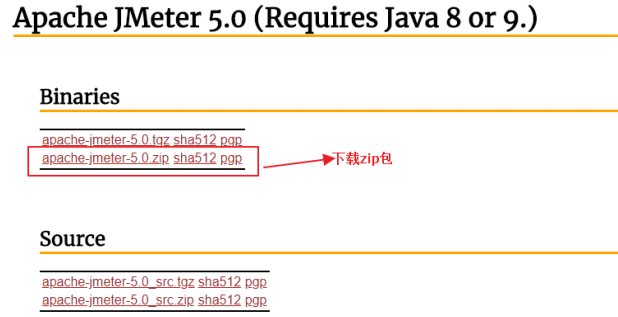 Apache JMeter 5.0 (Requires Java 8 or 9.)
Binaries
apache-jmeter-5.0.tgz sha512 pgp
apache-jmeter-5.0.zip sha512 pgp
下载zip包
Source
apache-jmeter-5.0_src.tgz sha512 pgp
apache-jmeter-5.0_src.zip sha512 pgp